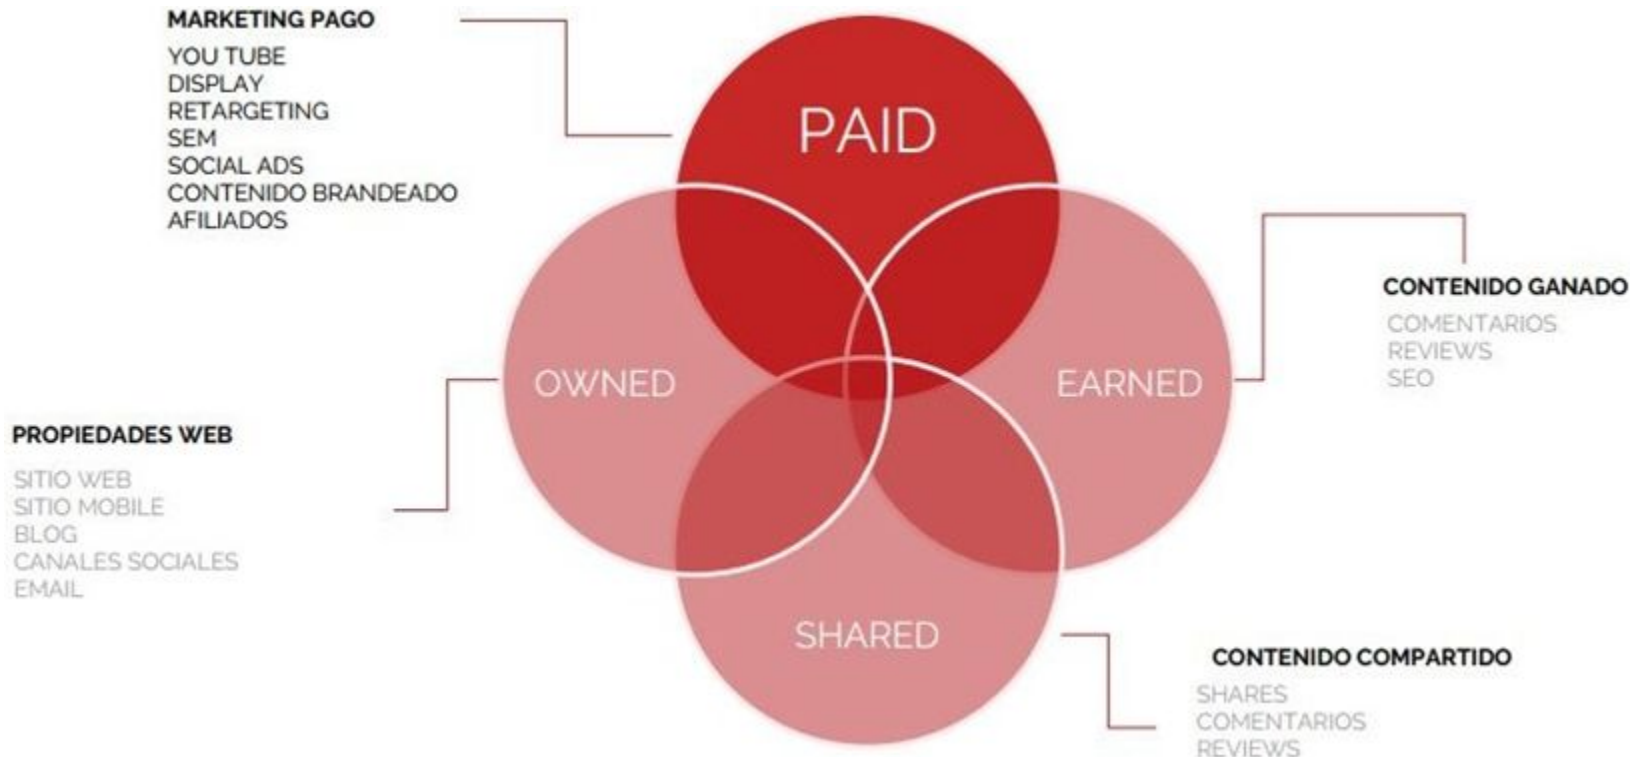 MARKETING PAGO
YOU TUBE
DISPLAY
RETARGETING
SEM
SOCIAL ADS
CONTENIDO BRANDEADO
AFILIADOS
PAID
OWNED
EARNED
SHARED
CONTENIDO GANADO
COMENTARIOS
REVIEWS
SEO
PROPIEDADES WEB
SITIO WEB
SITIO MOBILE
BLOG
CANALES SOCIALES
EMAIL
CONTENIDO COMPARTIDO
SHARES
COMENTARIOS
REVIEWS